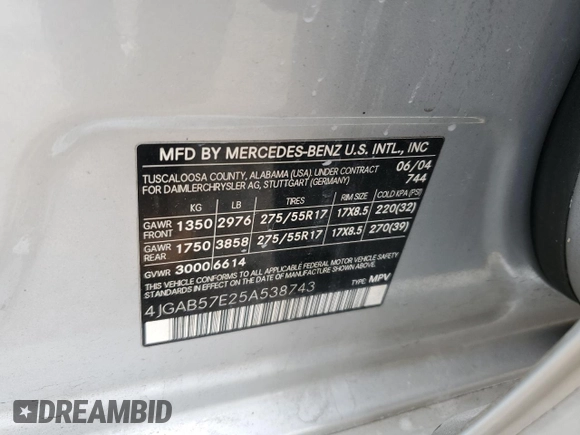 MFD BY MERCEDES-BENZ U.S. INTL., INC
TUSCALOOSA COUNTY, ALABAMA (USA). UNDER CONTRACT 06/04
FOR DAIMLERCHRYSLER AG, STUTTGART (GERMANY) 744
KG LB TIRES RIM SIZE COLD KPA (PSI)
GAWR FRONT 1350 2976 275/55R17 17X8.5 220(32)
GAWR REAR 1750 3858 275/55R17 17X8.5 270(39)
GVWR 3000 6614
THIS VEHICLE CONFORMS TO ALL APPLICABLE FEDERAL MOTOR VEHICLE SAFETY
STANDARDS IN EFFECT ON THE DATE OF MANUFACTURE SHOWN ABOVE.
4JGAB57E25A538743 TYPE: MPV
DREAMBID